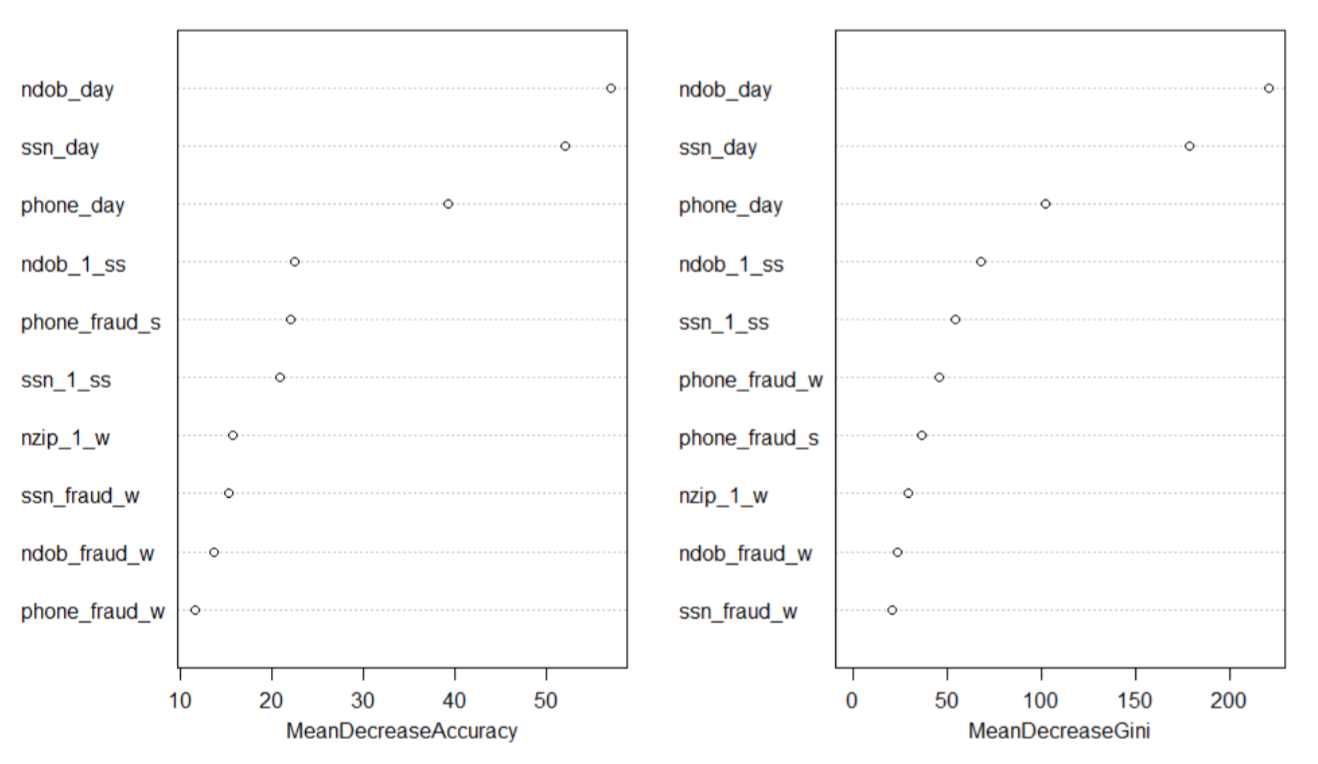 ndob_day
ssn_day
phone_day
ndob_1_ss
phone_fraud_s
ssn_1_ss
nzip_1_w
ssn_fraud_w
ndob_fraud_w
phone_fraud_w
10 20 30 40 50
MeanDecreaseAccuracy
ndob_day
ssn_day
phone_day
ndob_1_ss
ssn_1_ss
phone_fraud_w
phone_fraud_s
nzip_1_w
ndob_fraud_w
ssn_fraud_w
0 50 100 150 200
MeanDecreaseGini